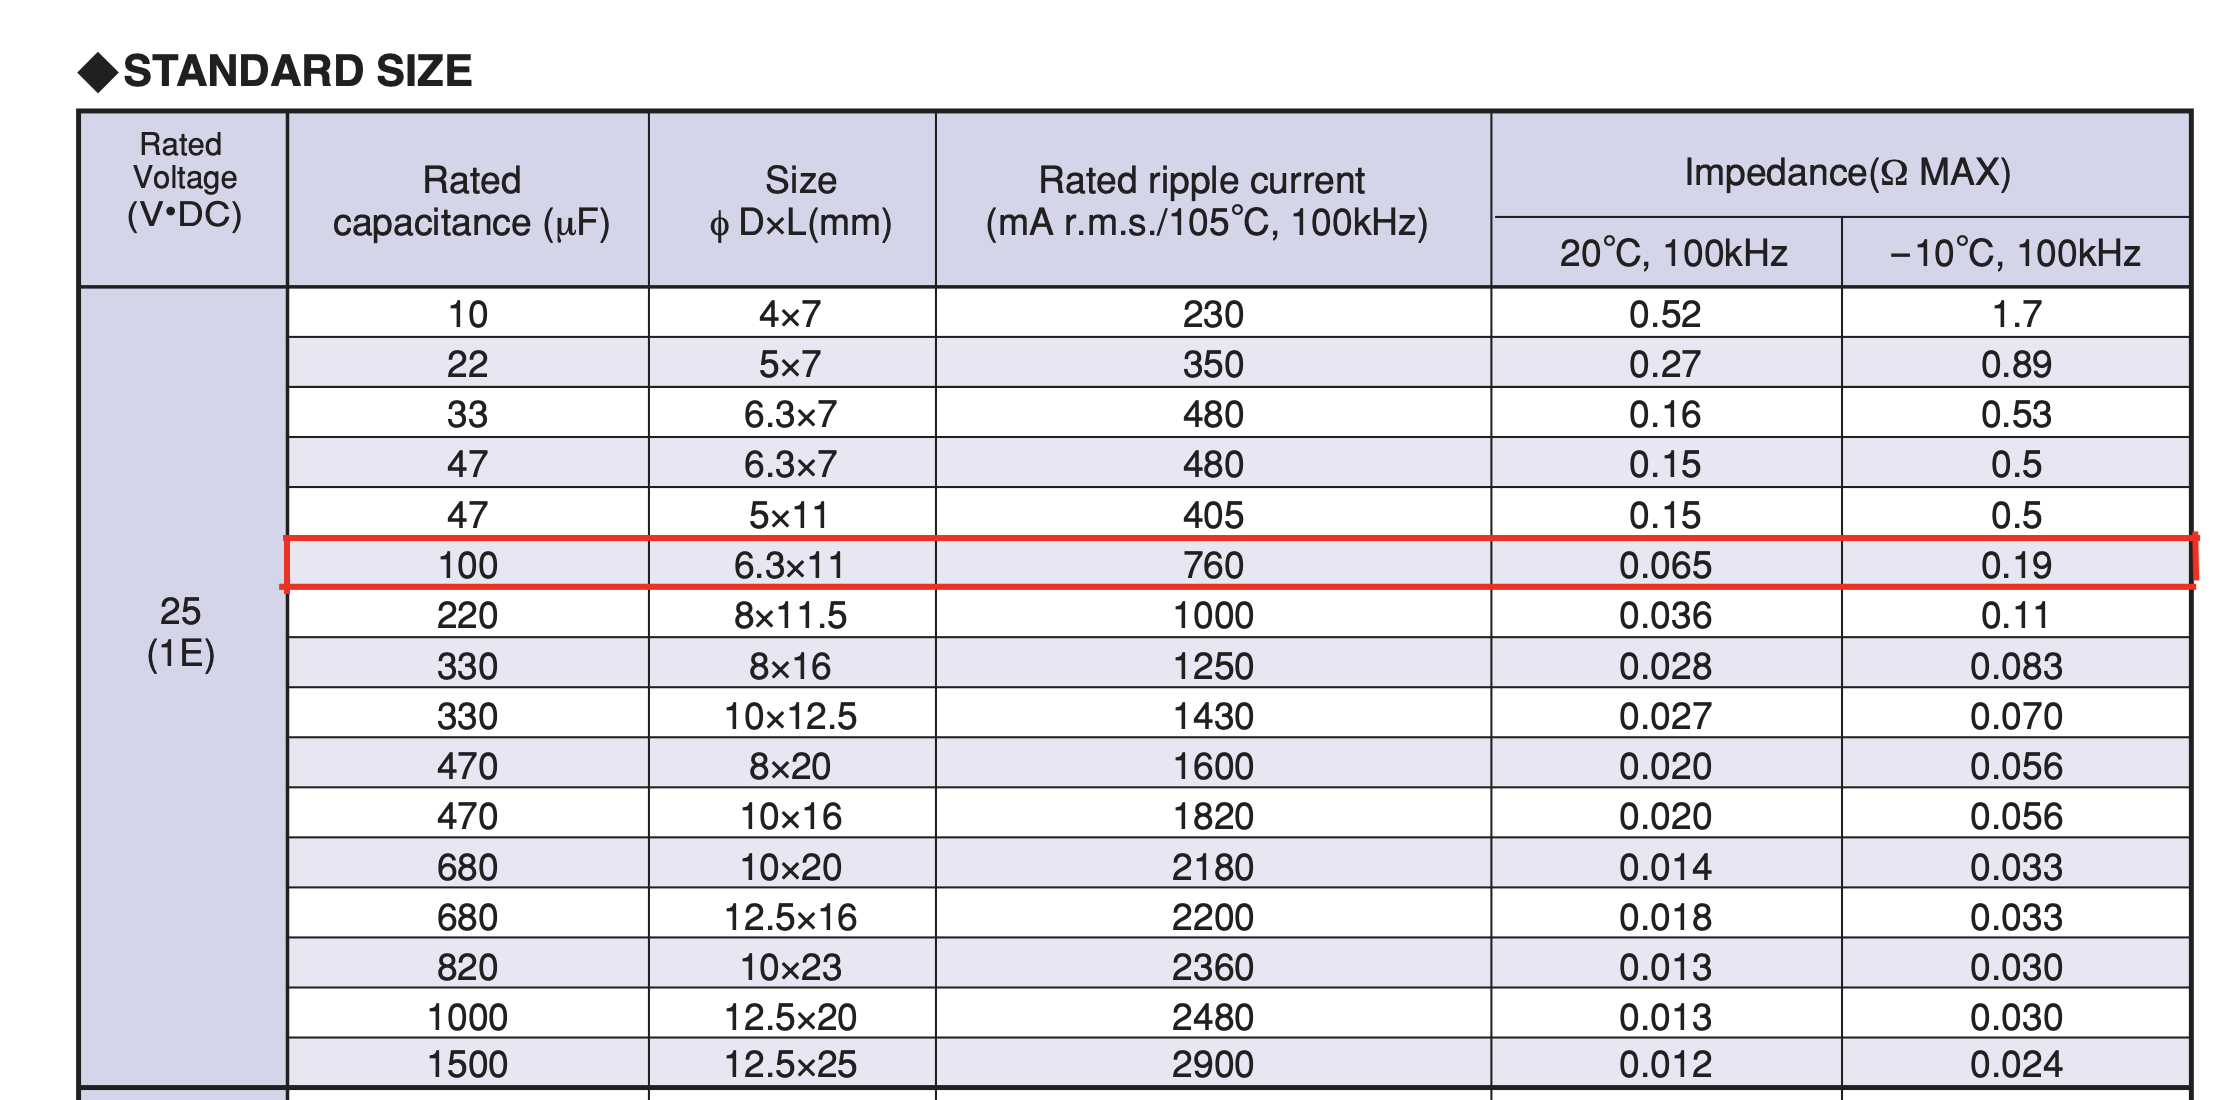 ◆STANDARD SIZE
Rated Voltage (V•DC) Rated capacitance (μF) Size ϕ D×L(mm) Rated ripple current (mA r.m.s./105℃, 100kHz) Impedance(Ω MAX)
20℃, 100kHz −10℃, 100kHz
25 (1E)
10 4×7 230 0.52 1.7
22 5×7 350 0.27 0.89
33 6.3×7 480 0.16 0.53
47 6.3×7 480 0.15 0.5
47 5×11 405 0.15 0.5
100 6.3×11 760 0.065 0.19
220 8×11.5 1000 0.036 0.11
330 8×16 1250 0.028 0.083
330 10×12.5 1430 0.027 0.070
470 8×20 1600 0.020 0.056
470 10×16 1820 0.020 0.056
680 10×20 2180 0.014 0.033
680 12.5×16 2200 0.018 0.033
820 10×23 2360 0.013 0.030
1000 12.5×20 2480 0.013 0.030
1500 12.5×25 2900 0.012 0.024